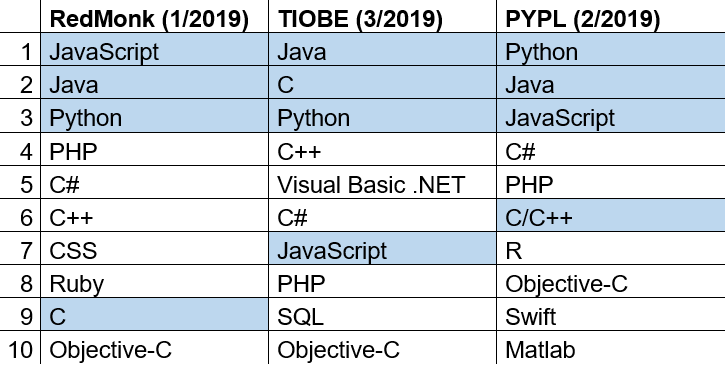 RedMonk (1/2019) TIOBE (3/2019) PYPL (2/2019)
1 JavaScript Java Python
2 Java C Java
3 Python Python JavaScript
4 PHP C++ C#
5 C# Visual Basic .NET PHP
6 C++ C# C/C++
7 CSS JavaScript R
8 Ruby PHP Objective-C
9 C SQL Swift
10 Objective-C Objective-C Matlab